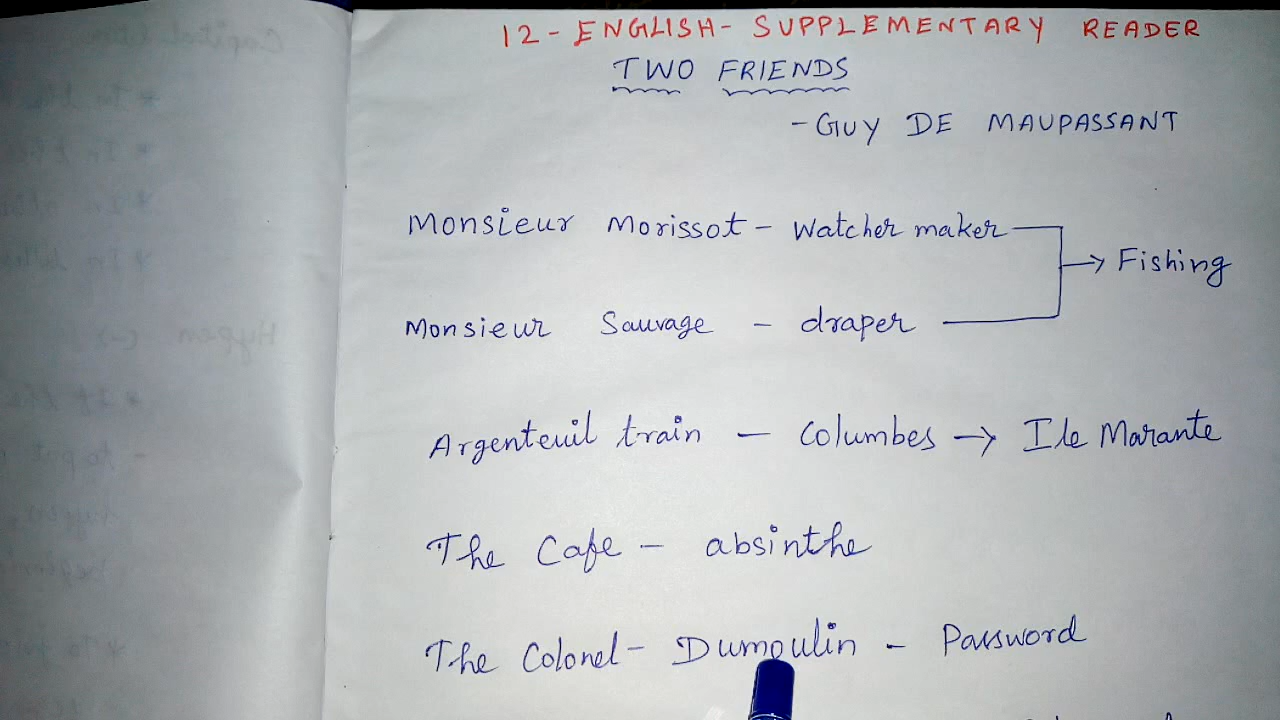 12 - ENGLISH - SUPPLEMENTARY READER
TWO FRIENDS
- GUY DE MAUPASSANT
Monsieur Morissot - Watcher maker
→ Fishing
Monsieur Sauvage - draper
Argenteuil train - Columbes → Ile Marante
The Cafe - absinthe
The Colonel - Dumoulin - Password